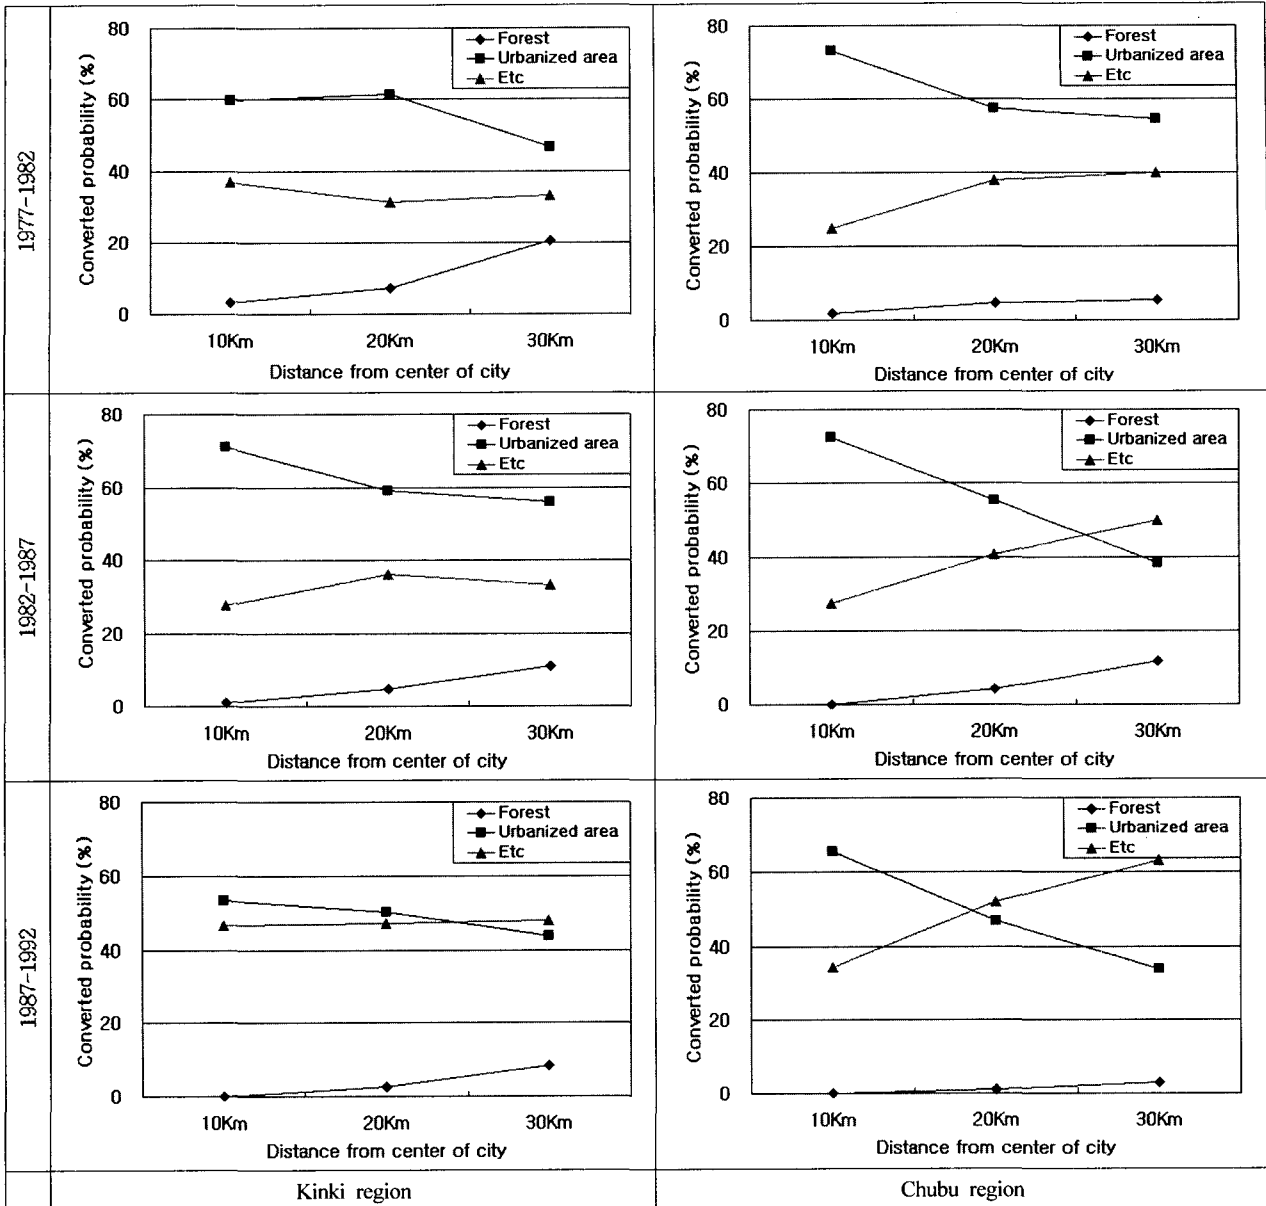 1977-1982
Converted probability (%)
80
60
40
20
0
Forest
Urbanized area
Etc
10Km 20Km 30Km
Distance from center of city
Converted probability (%)
80
60
40
20
0
Forest
Urbanized area
Etc
10Km 20Km 30Km
Distance from center of city
1982-1987
Converted probability (%)
80
60
40
20
0
Forest
Urbanized area
Etc
10Km 20Km 30Km
Distance from center of city
Converted probability (%)
80
60
40
20
0
Forest
Urbanized area
Etc
10Km 20Km 30Km
Distance from center of city
1987-1992
Converted probability (%)
80
60
40
20
0
Forest
Urbanized area
Etc
10Km 20Km 30Km
Distance from center of city
Converted probability (%)
80
60
40
20
0
Forest
Urbanized area
Etc
10Km 20Km 30Km
Distance from center of city
Kinki region
Chubu region